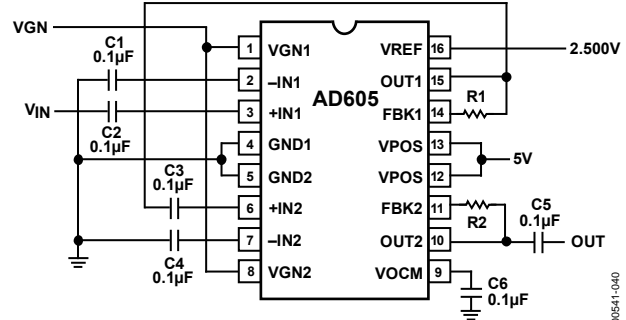 VGN
C1
0.1µF
VIN
C2
0.1µF
C3
0.1µF
C4
0.1µF
AD605
1 VGN1
2 –IN1
3 +IN1
4 GND1
5 GND2
6 +IN2
7 –IN2
8 VGN2
VREF 16
OUT1 15
FBK1 14
VPOS 13
VPOS 12
FBK2 11
OUT2 10
VOCM 9
2.500V
R1
5V
R2
C5
0.1µF
OUT
C6
0.1µF
00541-040